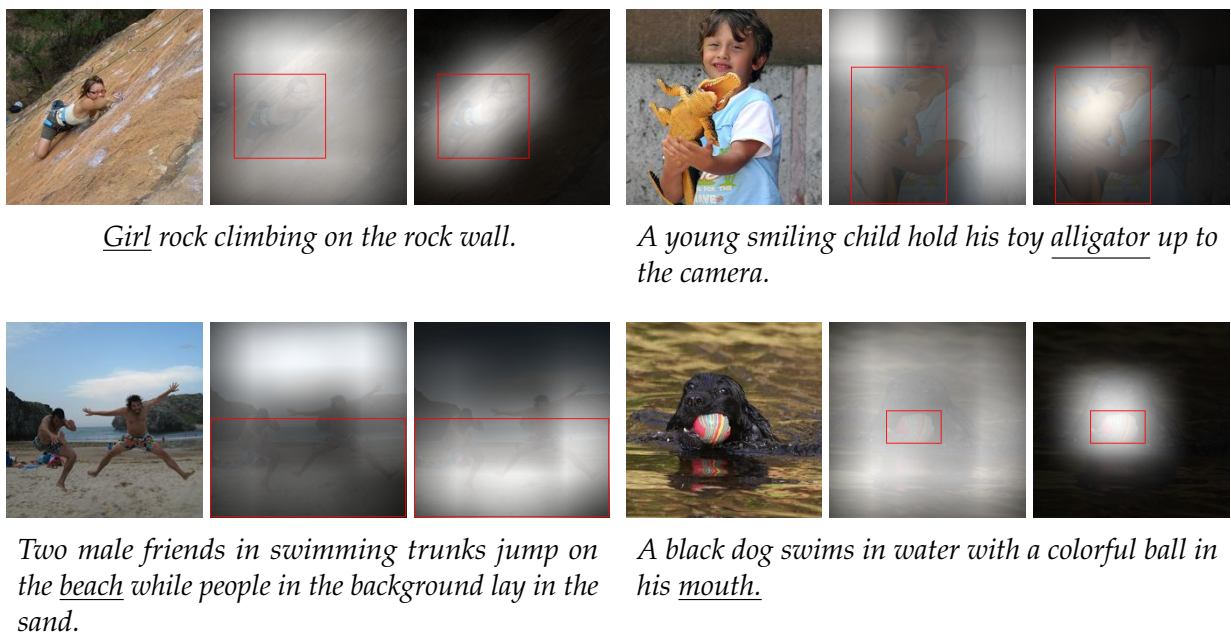 Girl rock climbing on the rock wall.
A young smiling child hold his toy alligator up to
the camera.
Two male friends in swimming trunks jump on
the beach while people in the background lay in the
sand.
A black dog swims in water with a colorful ball in
his mouth.